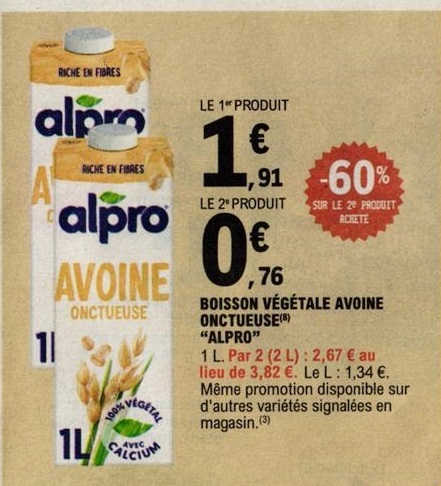 RICHE EN FIBRES
alpro
RICHE EN FIBRES
alpro
AVOINE
ONCTUEUSE
100% VÉGÉTAL
AVEC
CALCIUM
1L
LE 1er PRODUIT
1€,91
LE 2e PRODUIT
0€,76
-60%
SUR LE 2e PRODUIT
ACHETÉ
BOISSON VÉGÉTALE AVOINE
ONCTUEUSE(8)
"ALPRO"
1 L. Par 2 (2 L) : 2,67 € au
lieu de 3,82 €. Le L : 1,34 €.
Même promotion disponible sur
d'autres variétés signalées en
magasin.(3)